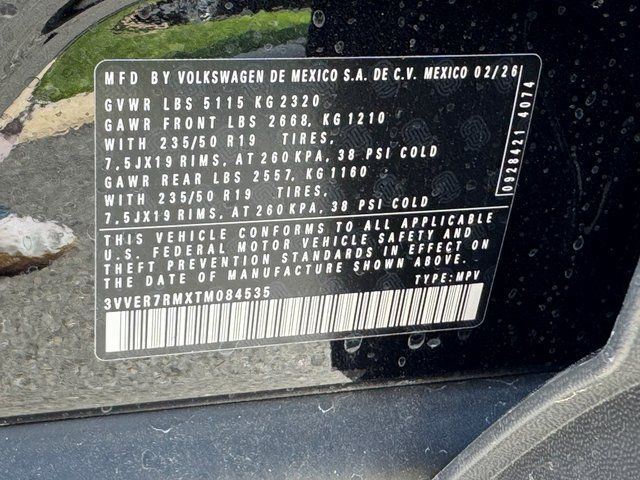 MFD BY VOLKSWAGEN DE MEXICO S.A. DE C.V. MEXICO 02/26
GVWR LBS 5115 KG 2320
GAWR FRONT LBS 2668, KG 1210
WITH 235/50 R19 TIRES,
7,5JX19 RIMS, AT 260 KPA, 38 PSI COLD
GAWR REAR LBS 2557, KG 1160
WITH 235/50 R19 TIRES,
7,5JX19 RIMS, AT 260 KPA, 38 PSI COLD
0928421 4074
THIS VEHICLE CONFORMS TO ALL APPLICABLE
U.S. FEDERAL MOTOR VEHICLE SAFETY AND
THEFT PREVENTION STANDARDS IN EFFECT ON
THE DATE OF MANUFACTURE SHOWN ABOVE.
TYPE: MPV
3VVER7RMXTM084535